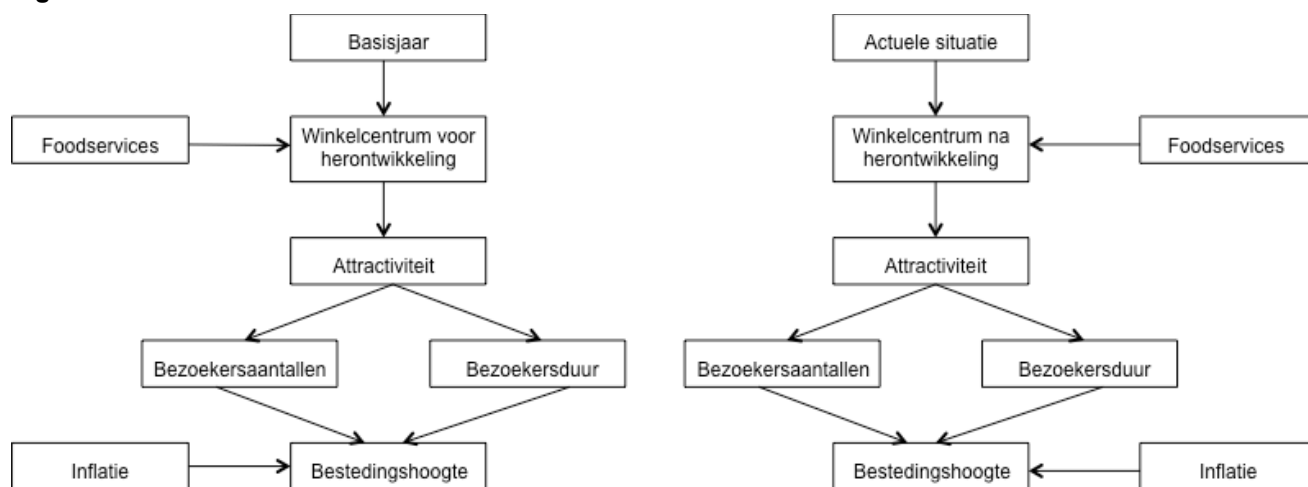 Basisjaar
Actuele situatie
Foodservices
Winkelcentrum voor
herontwikkeling
Winkelcentrum na
herontwikkeling
Foodservices
Attractiviteit
Attractiviteit
Bezoekersaantallen
Bezoekersduur
Bezoekersaantallen
Bezoekersduur
Inflatie
Bestedingshoogte
Bestedingshoogte
Inflatie